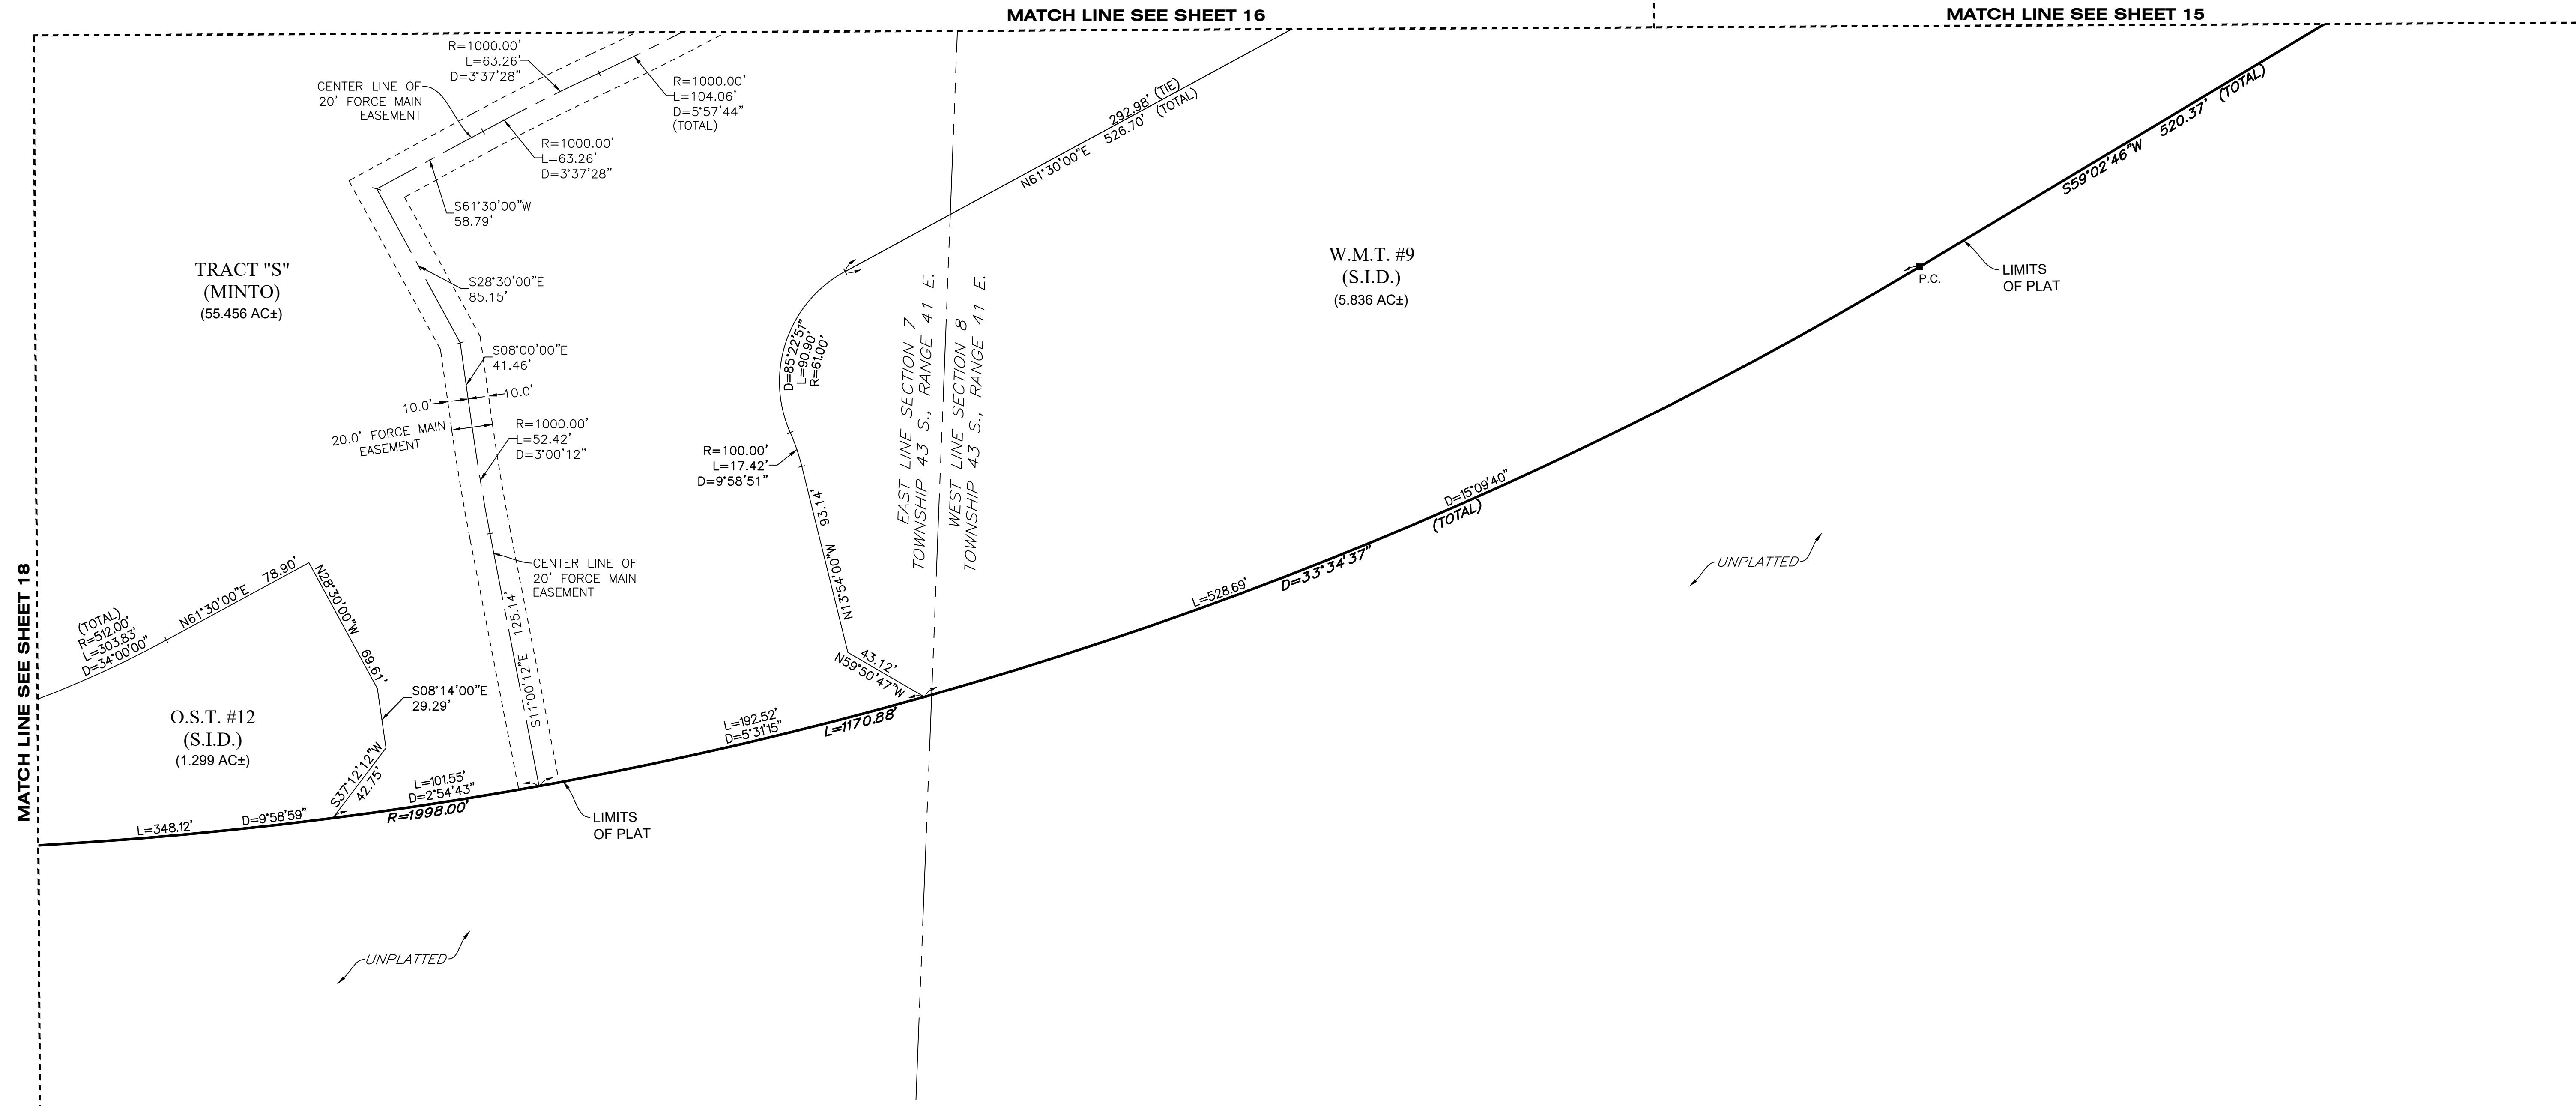 MATCH LINE SEE SHEET 16
MATCH LINE SEE SHEET 15
R=1000.00'
L=63.26'
D=3°37'28"
CENTER LINE OF
20' FORCE MAIN
EASEMENT
R=1000.00'
L=104.06'
D=5°57'44"
(TOTAL)
R=1000.00'
L=63.26'
D=3°37'28"
S61°30'00"W
58.79'
292.98' (TIE)
N61°30'00"E 526.70' (TOTAL)
S59°02'46"W 520.37' (TOTAL)
TRACT "S"
(MINTO)
(55.456 AC±)
W.M.T. #9
(S.I.D.)
(5.836 AC±)
P.C.
LIMITS
OF PLAT
S28°30'00"E
85.15'
S08°00'00"E
41.46'
10.0'
10.0'
20.0' FORCE MAIN
EASEMENT
R=1000.00'
L=52.42'
D=3°00'12"
D=85°22'51"
L=90.90'
R=61.00'
EAST LINE SECTION 7
TOWNSHIP 43 S., RANGE 41 E.
WEST LINE SECTION 8
TOWNSHIP 43 S., RANGE 41 E.
R=100.00'
L=17.42'
D=9°58'51"
N13°54'00"W 93.14'
CENTER LINE OF
20' FORCE MAIN
EASEMENT
S11°00'12"E 125.14'
43.12'
N59°50'47"W
D=15°09'40"
(TOTAL)
L=528.69'
D=33°34'37"
UNPLATTED
MATCH LINE SEE SHEET 18
(TOTAL)
R=512.00'
L=303.83'
D=34°00'00"
N61°30'00"E 78.90'
N28°30'00"W 69.61'
S08°14'00"E
29.29'
O.S.T. #12
(S.I.D.)
(1.299 AC±)
S37°12'12"W
42.75'
L=192.52'
D=5°31'15"
L=1170.88'
L=101.55'
D=2°54'43"
R=1998.00'
L=348.12'
D=9°58'59"
LIMITS
OF PLAT
UNPLATTED